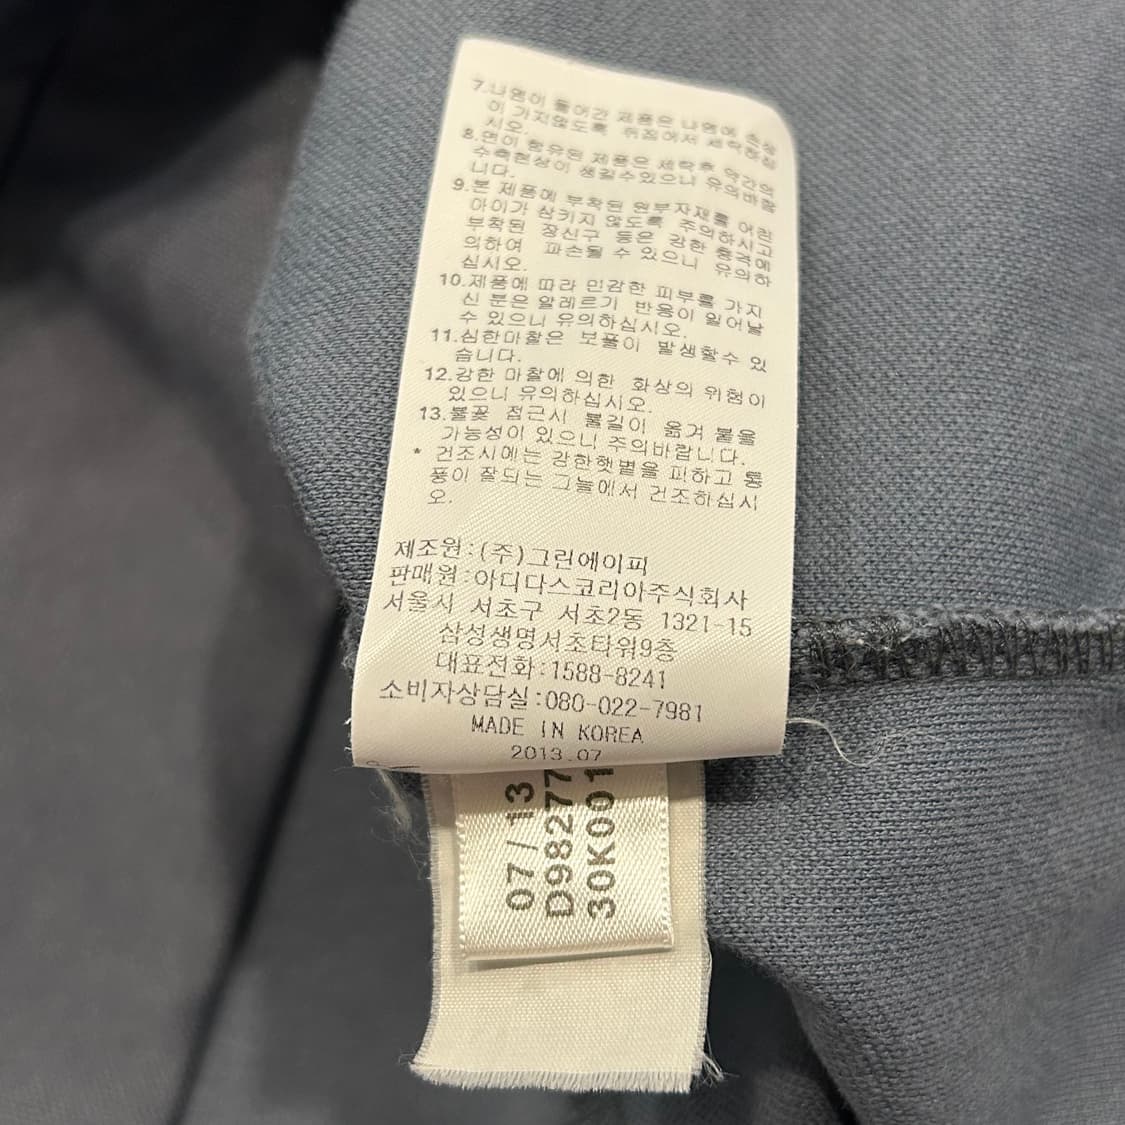 7.나염이 들어간 제품은 나염에 손상
이 가지않도록 뒤집어서 세탁하십
시오.
8.면이 함유된 제품은 세탁후 약간의
수축현상이 생길수있으니 유의바랍
니다.
9.본 제품에 부착된 원부자재를 어린
아이가 삼키지 않도록 주의하시고
부착된 장신구 등은 강한 충격에
의하여 파손될 수 있으니 유의하
십시오.
10.제품에 따라 민감한 피부를 가지
신 분은 알레르기 반응이 일어날
수 있으니 유의하십시오.
11.심한마찰은 보풀이 발생할수 있
습니다.
12.강한 마찰에 의한 화상의 위험이
있으니 유의하십시오.
13.불꽃 접근시 불길이 옮겨 붙을
가능성이 있으니 주의바랍니다.
* 건조시에는 강한햇볕을 피하고 통
풍이 잘되는 그늘에서 건조하십시
오.
제조원:(주)그린에이피
판매원:아디다스코리아주식회사
서울시 서초구 서초2동 1321-15
삼성생명서초타워9층
대표전화:1588-8241
소비자상담실:080-022-7981
MADE IN KOREA
2013.07
07/13
D98277
30K001